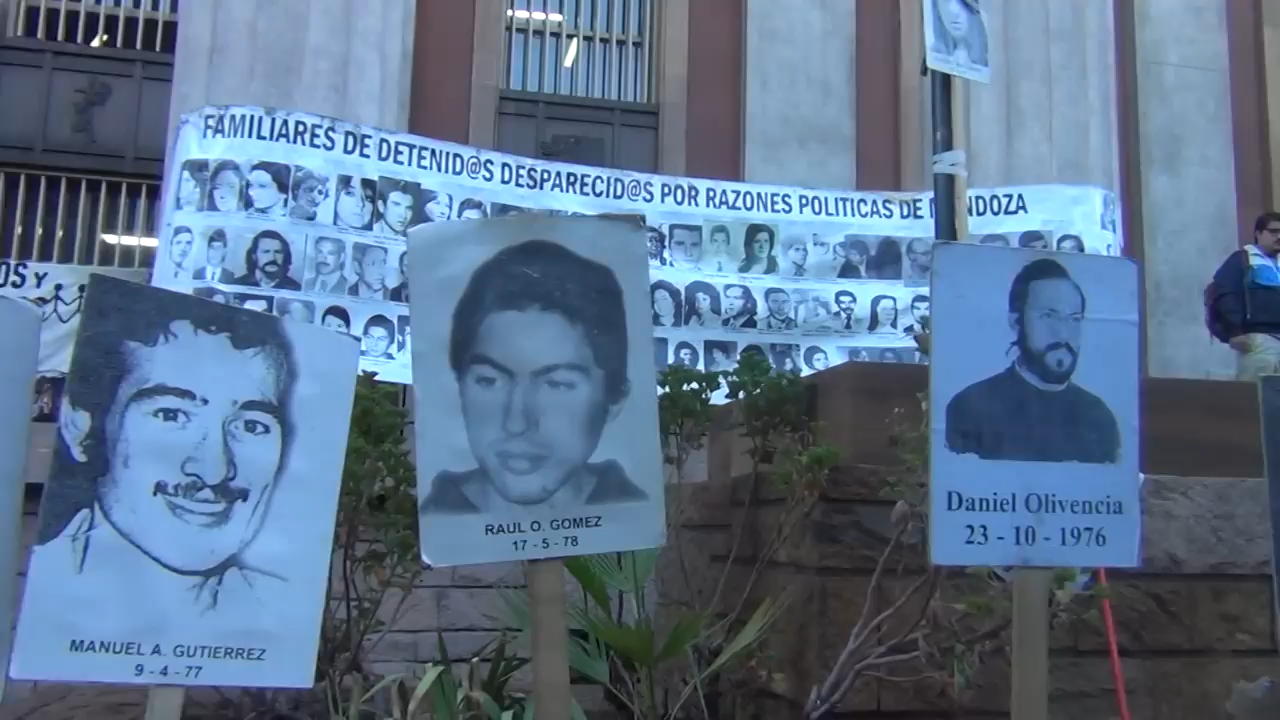 FAMILIARES DE DETENID@S DESPARECID@S POR RAZONES POLITICAS DE
OS Y
MANUEL A. GUTIERREZ
9 - 4 - 77
RAUL O. GOMEZ
17 - 5 - 78
Daniel Olivencia
23 - 10 - 1976